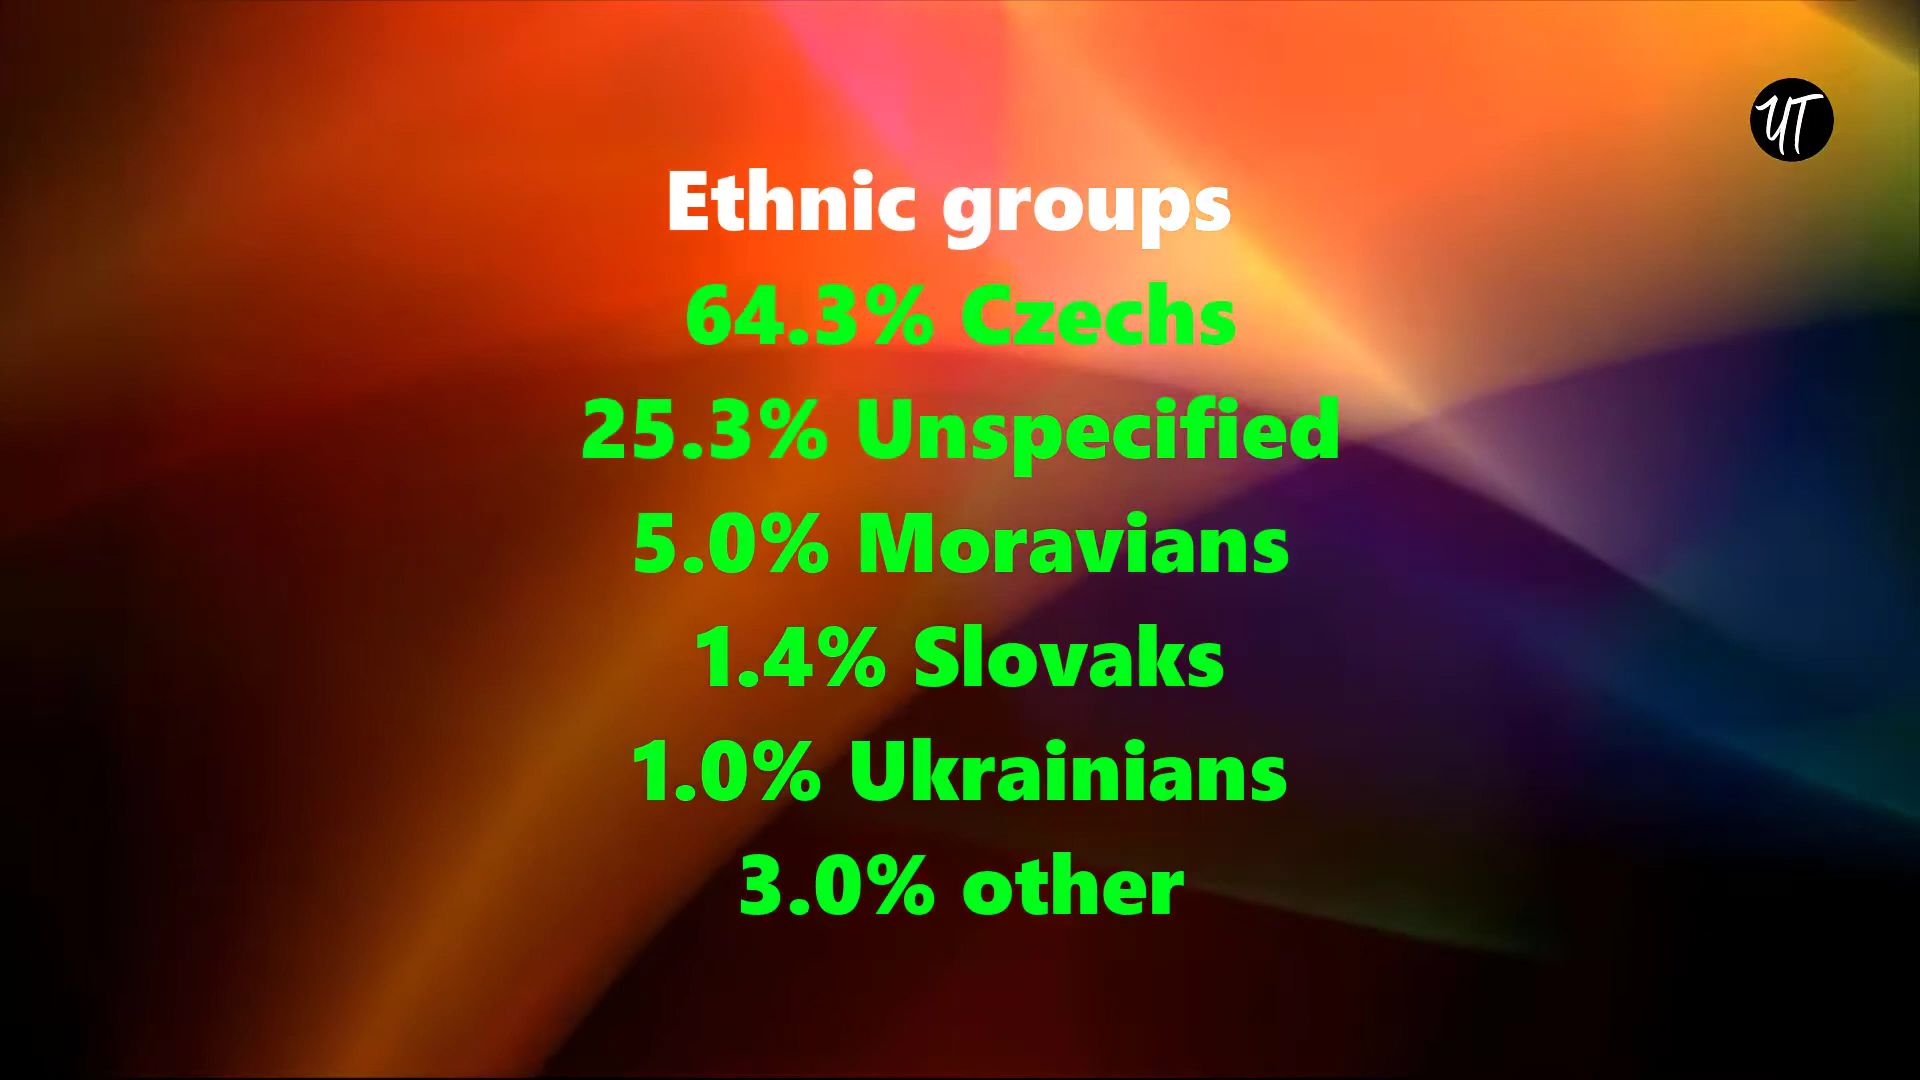 UT
Ethnic groups
64.3% Czechs
25.3% Unspecified
5.0% Moravians
1.4% Slovaks
1.0% Ukrainians
3.0% other